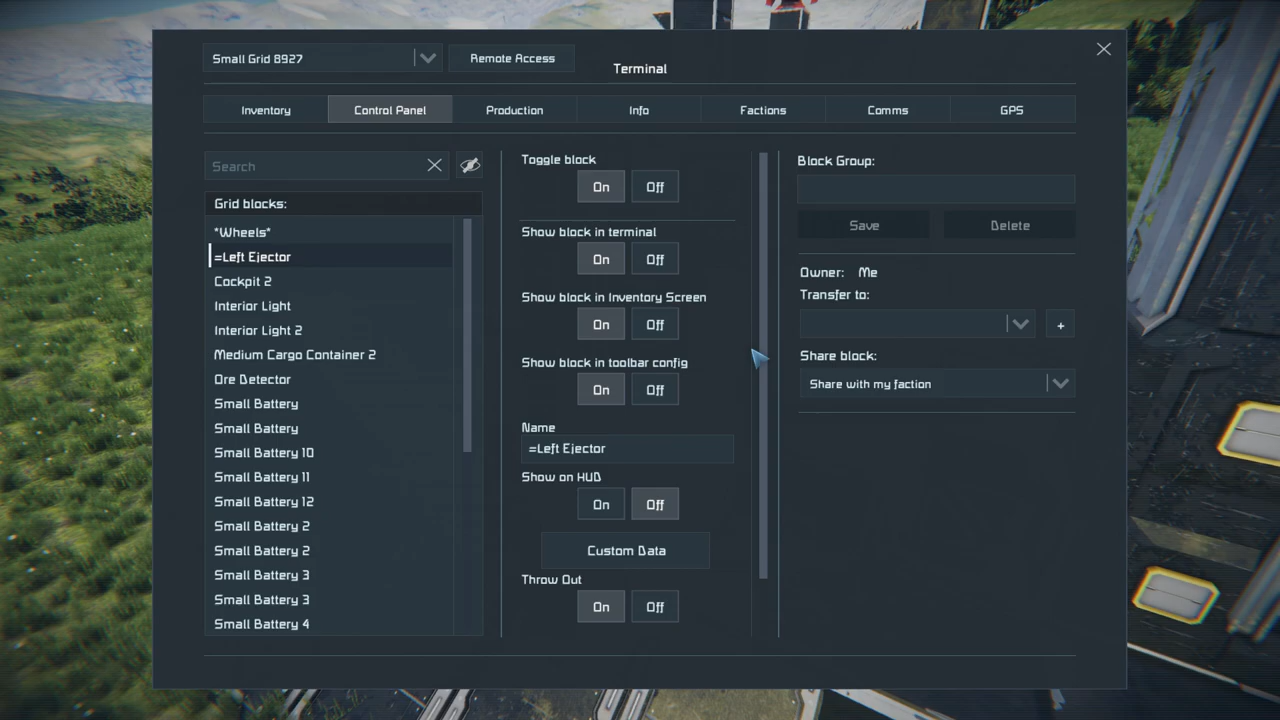 Small Grid 8927
Remote Access
Terminal
Inventory
Control Panel
Production
Info
Factions
Comms
GPS
Search
Grid blocks:
*Wheels*
=Left Ejector
Cockpit 2
Interior Light
Interior Light 2
Medium Cargo Container 2
Ore Detector
Small Battery
Small Battery
Small Battery 10
Small Battery 11
Small Battery 12
Small Battery 2
Small Battery 2
Small Battery 3
Small Battery 3
Small Battery 4
Toggle block
On Off
Show block in terminal
On Off
Show block in Inventory Screen
On Off
Show block in toolbar config
On Off
Name
=Left Ejector
Show on HUD
On Off
Custom Data
Throw Out
On Off
Block Group:
Save Delete
Owner: Me
Transfer to:
+
Share block:
Share with my faction